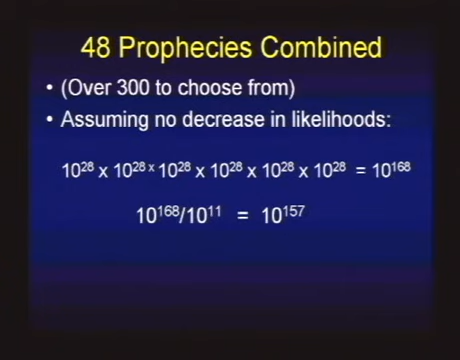 48 Prophecies Combined
• (Over 300 to choose from)
• Assuming no decrease in likelihoods:
10²⁸ x 10²⁸ ˣ 10²⁸ x 10²⁸ x 10²⁸ x 10²⁸ = 10¹⁶⁸
10¹⁶⁸/10¹¹ = 10¹⁵⁷